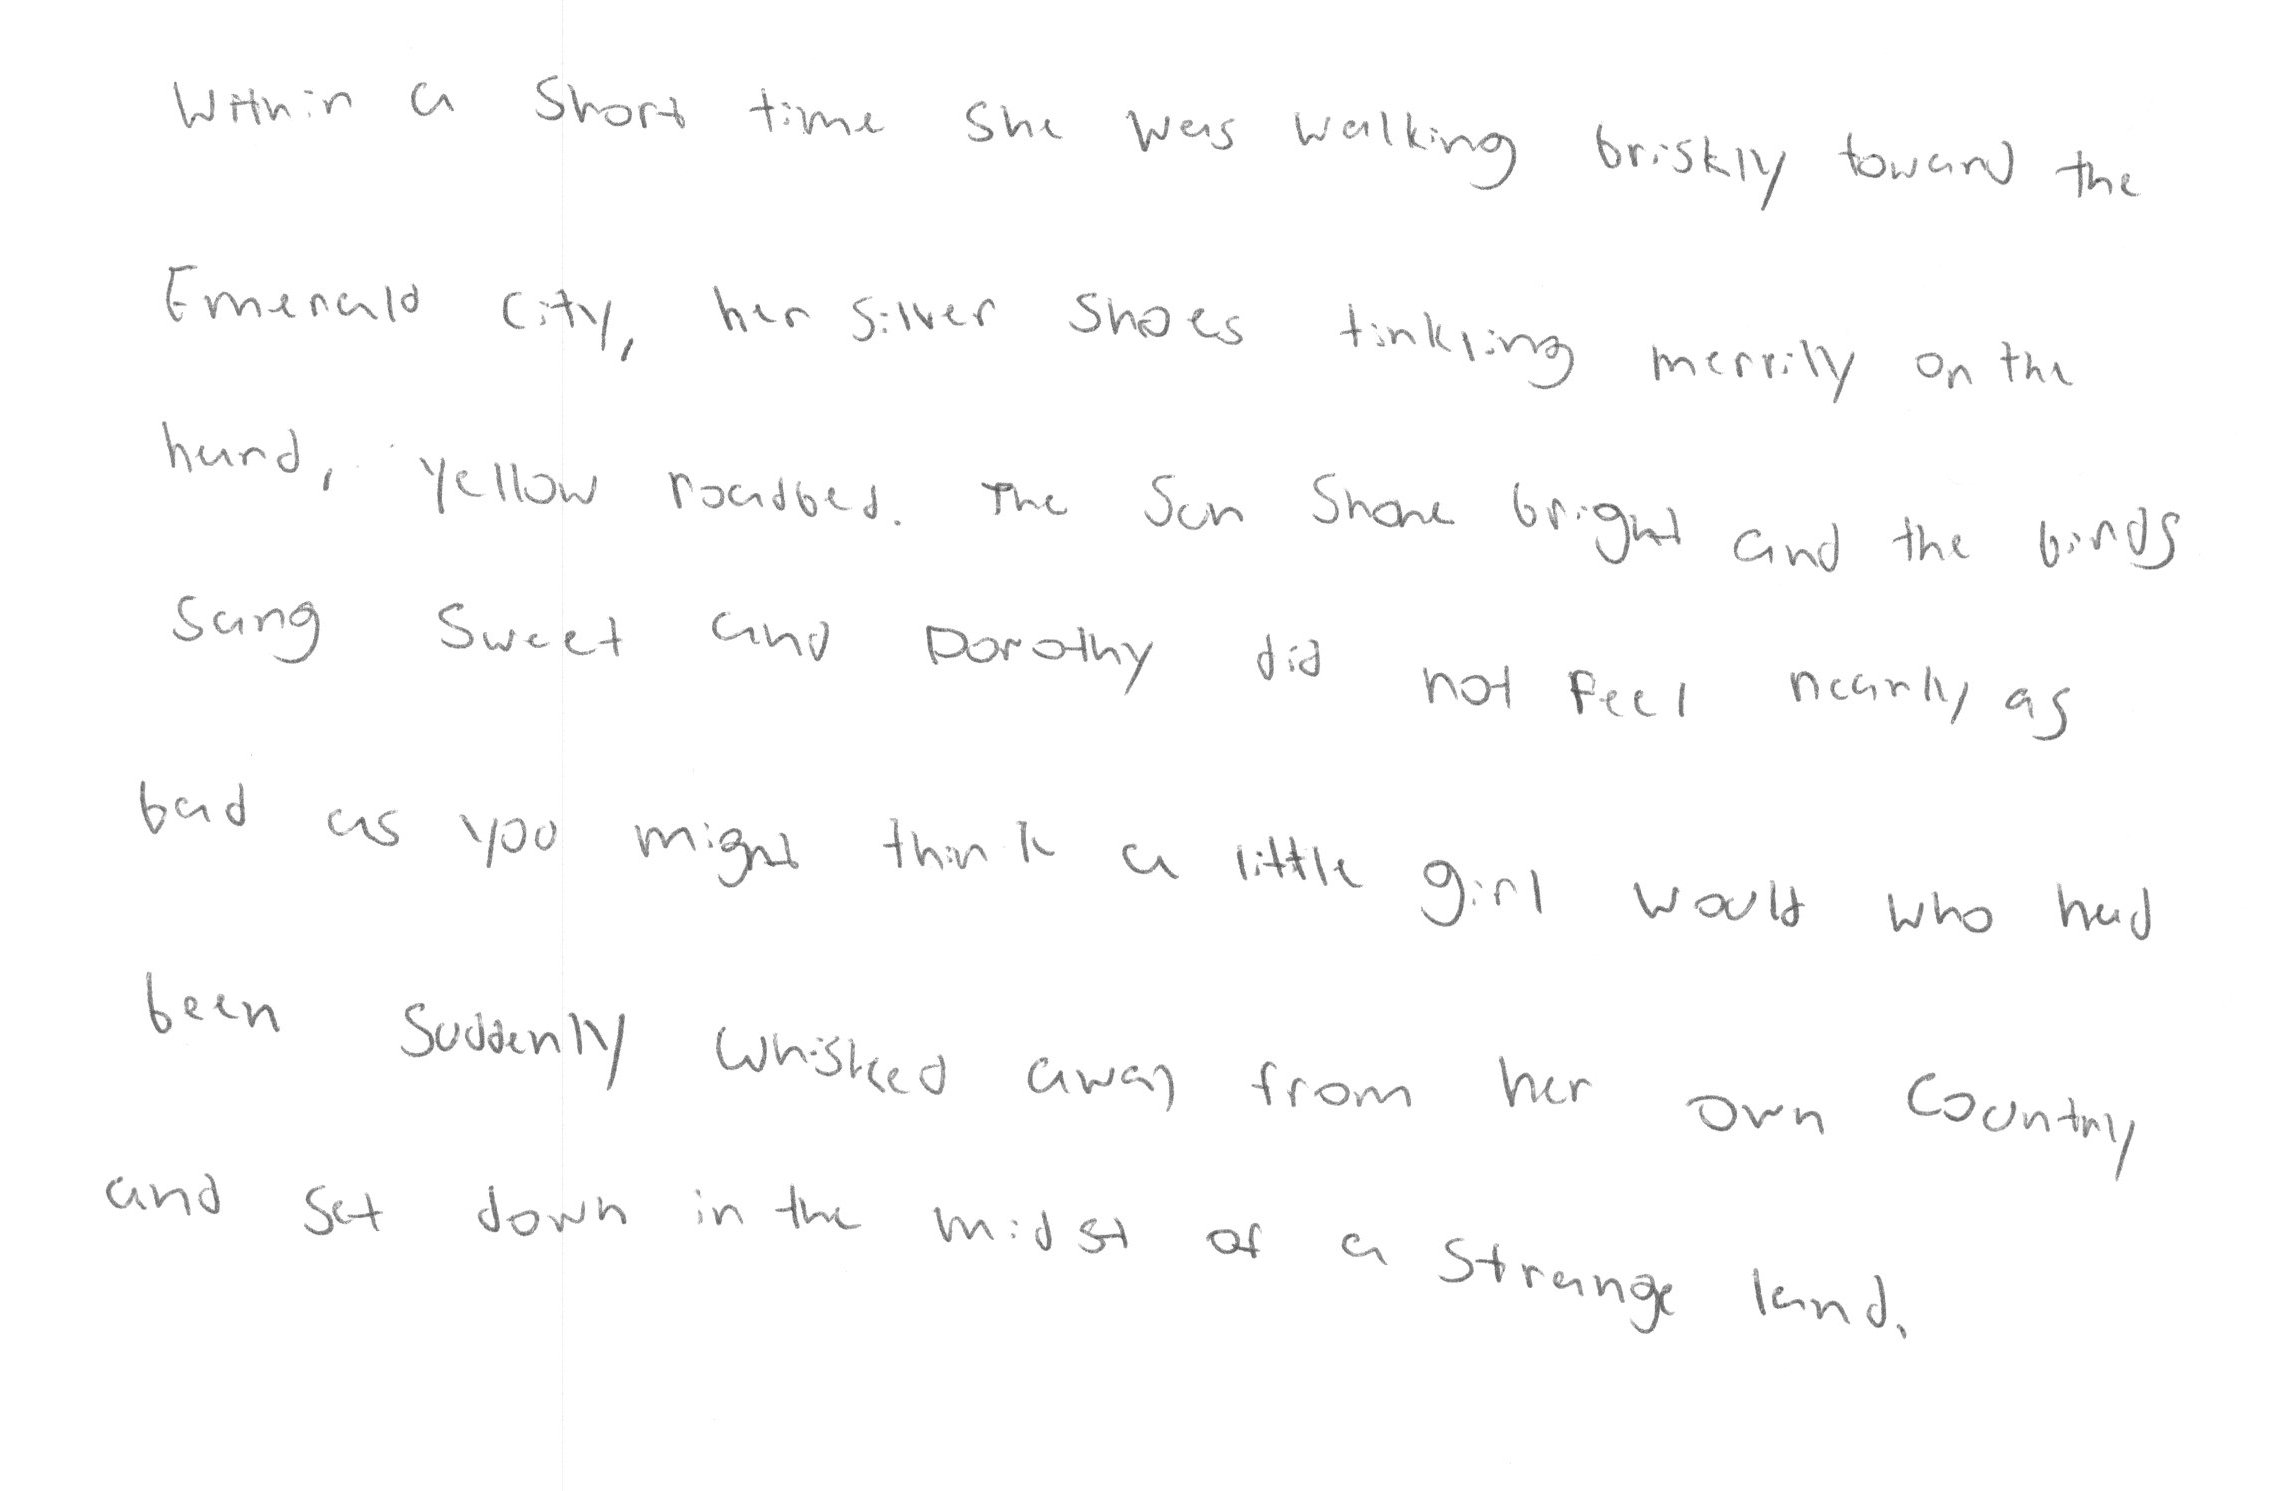 Within a short time she was walking briskly toward the
Emerald City, her silver shoes tinkling merrily on the
hard, yellow roadbed. The sun shone bright and the birds
sang sweet and Dorothy did not feel nearly as
bad as you might think a little girl would who had
been suddenly whisked away from her own country
and set down in the midst of a strange land.